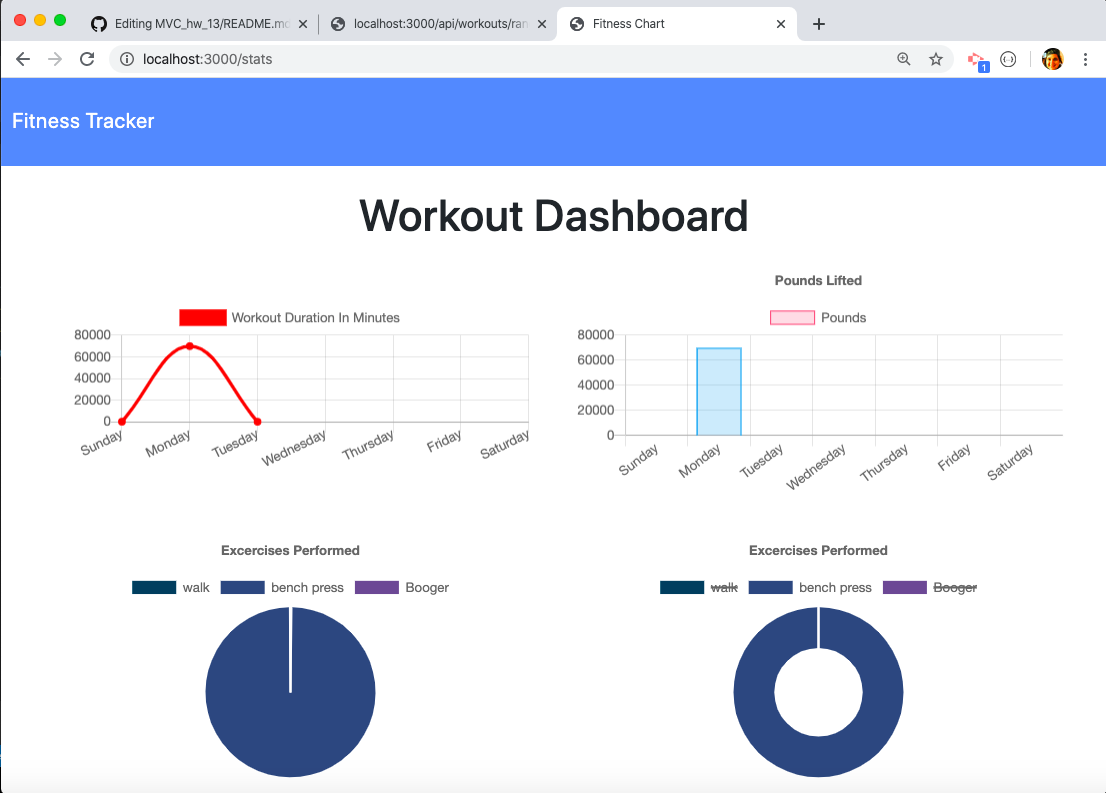 Editing MVC_hw_13/README.md
localhost:3000/api/workouts/ran
Fitness Chart
localhost:3000/stats
1
Fitness Tracker
Workout Dashboard
Workout Duration In Minutes
80000
60000
40000
20000
0
Sunday Monday Tuesday Wednesday Thursday Friday Saturday
Pounds Lifted
Pounds
80000
60000
40000
20000
0
Sunday Monday Tuesday Wednesday Thursday Friday Saturday
Excercises Performed
walk bench press Booger
Excercises Performed
walk bench press Booger